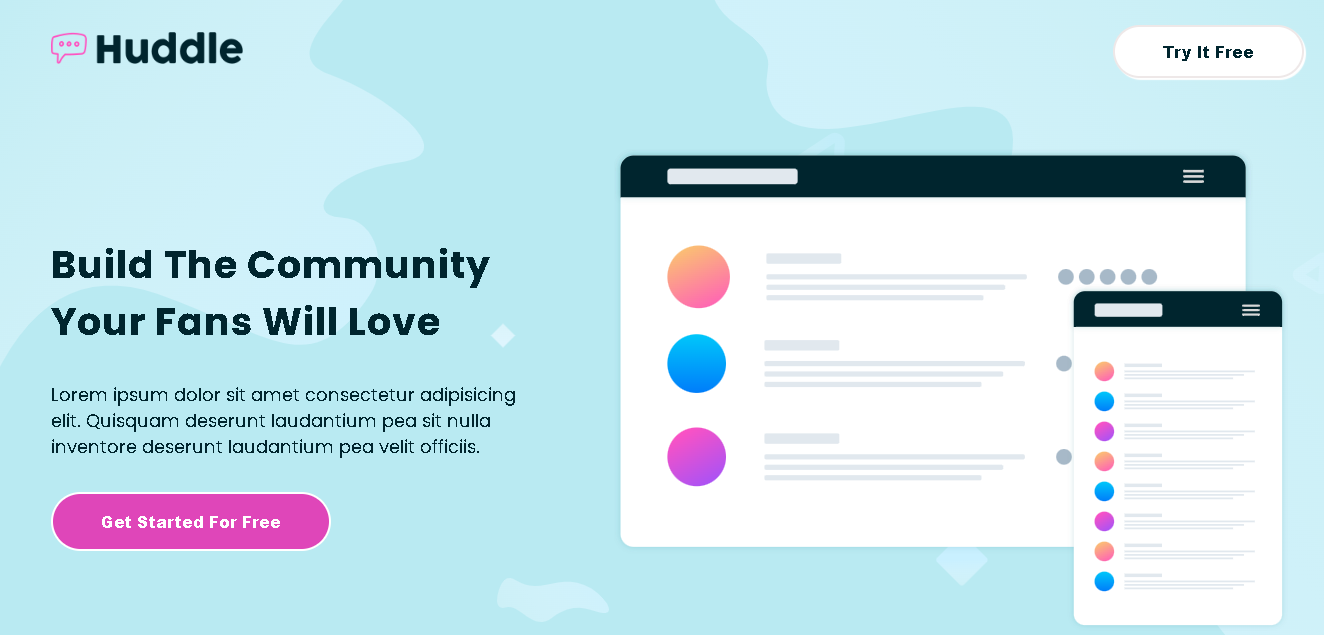 Huddle
Try It Free
Build The Community
Your Fans Will Love
Lorem ipsum dolor sit amet consectetur adipisicing
elit. Quisquam deserunt laudantium pea sit nulla
inventore deserunt laudantium pea velit officiis.
Get Started For Free